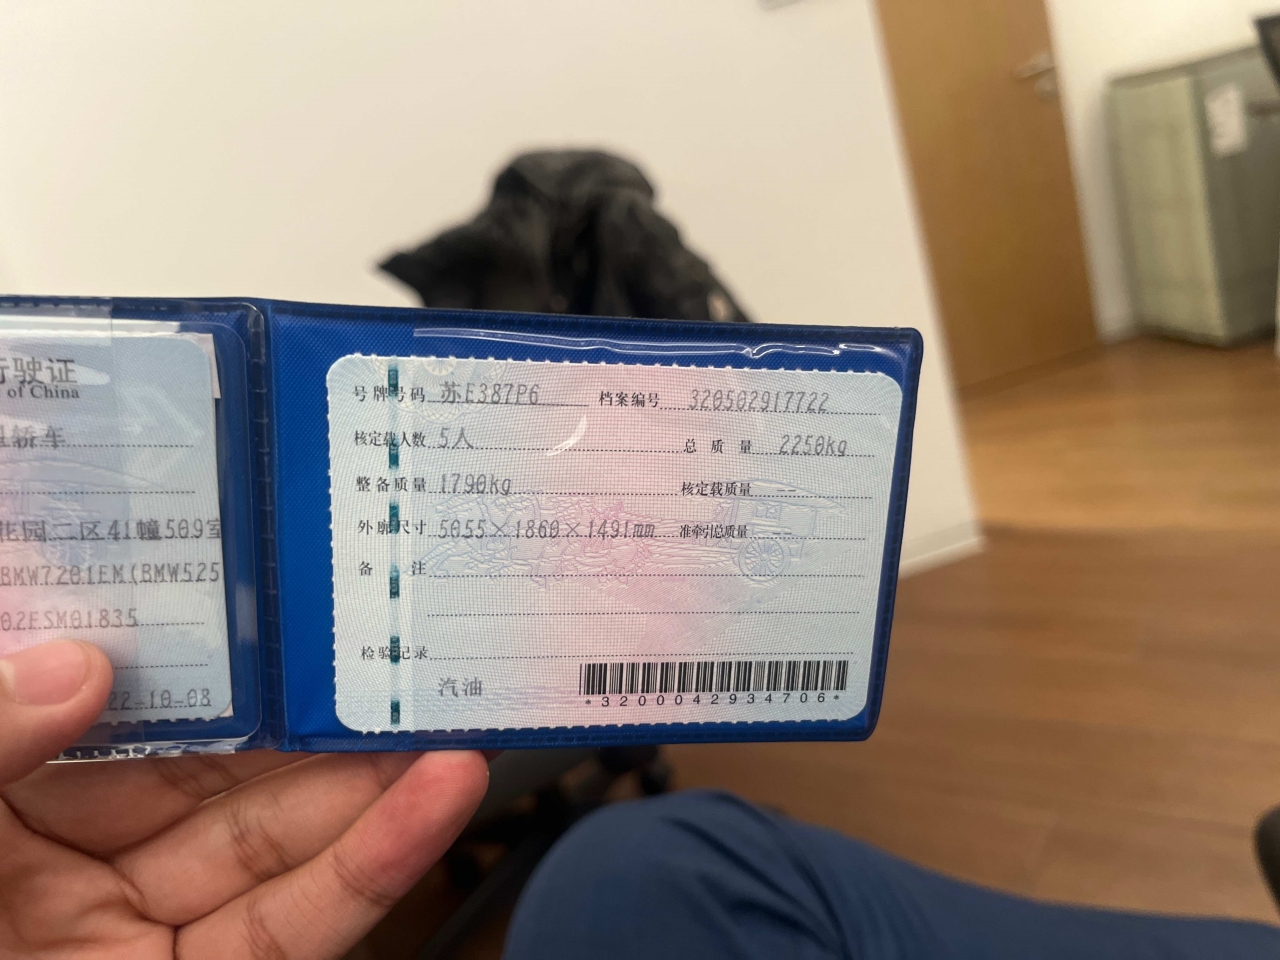 行驶证
of China
轿车
花园二区41幢509室
BMW7201EM(BMW525
02ESM01835
22-10-08
号牌号码 苏E387P6 档案编号 320502917722
核定载人数 5人 总质量 2250kg
整备质量 1790kg 核定载质量 --
外廓尺寸 5055×1860×1491mm 准牵引总质量 --
备注
检验记录
汽油
*3200042934706*